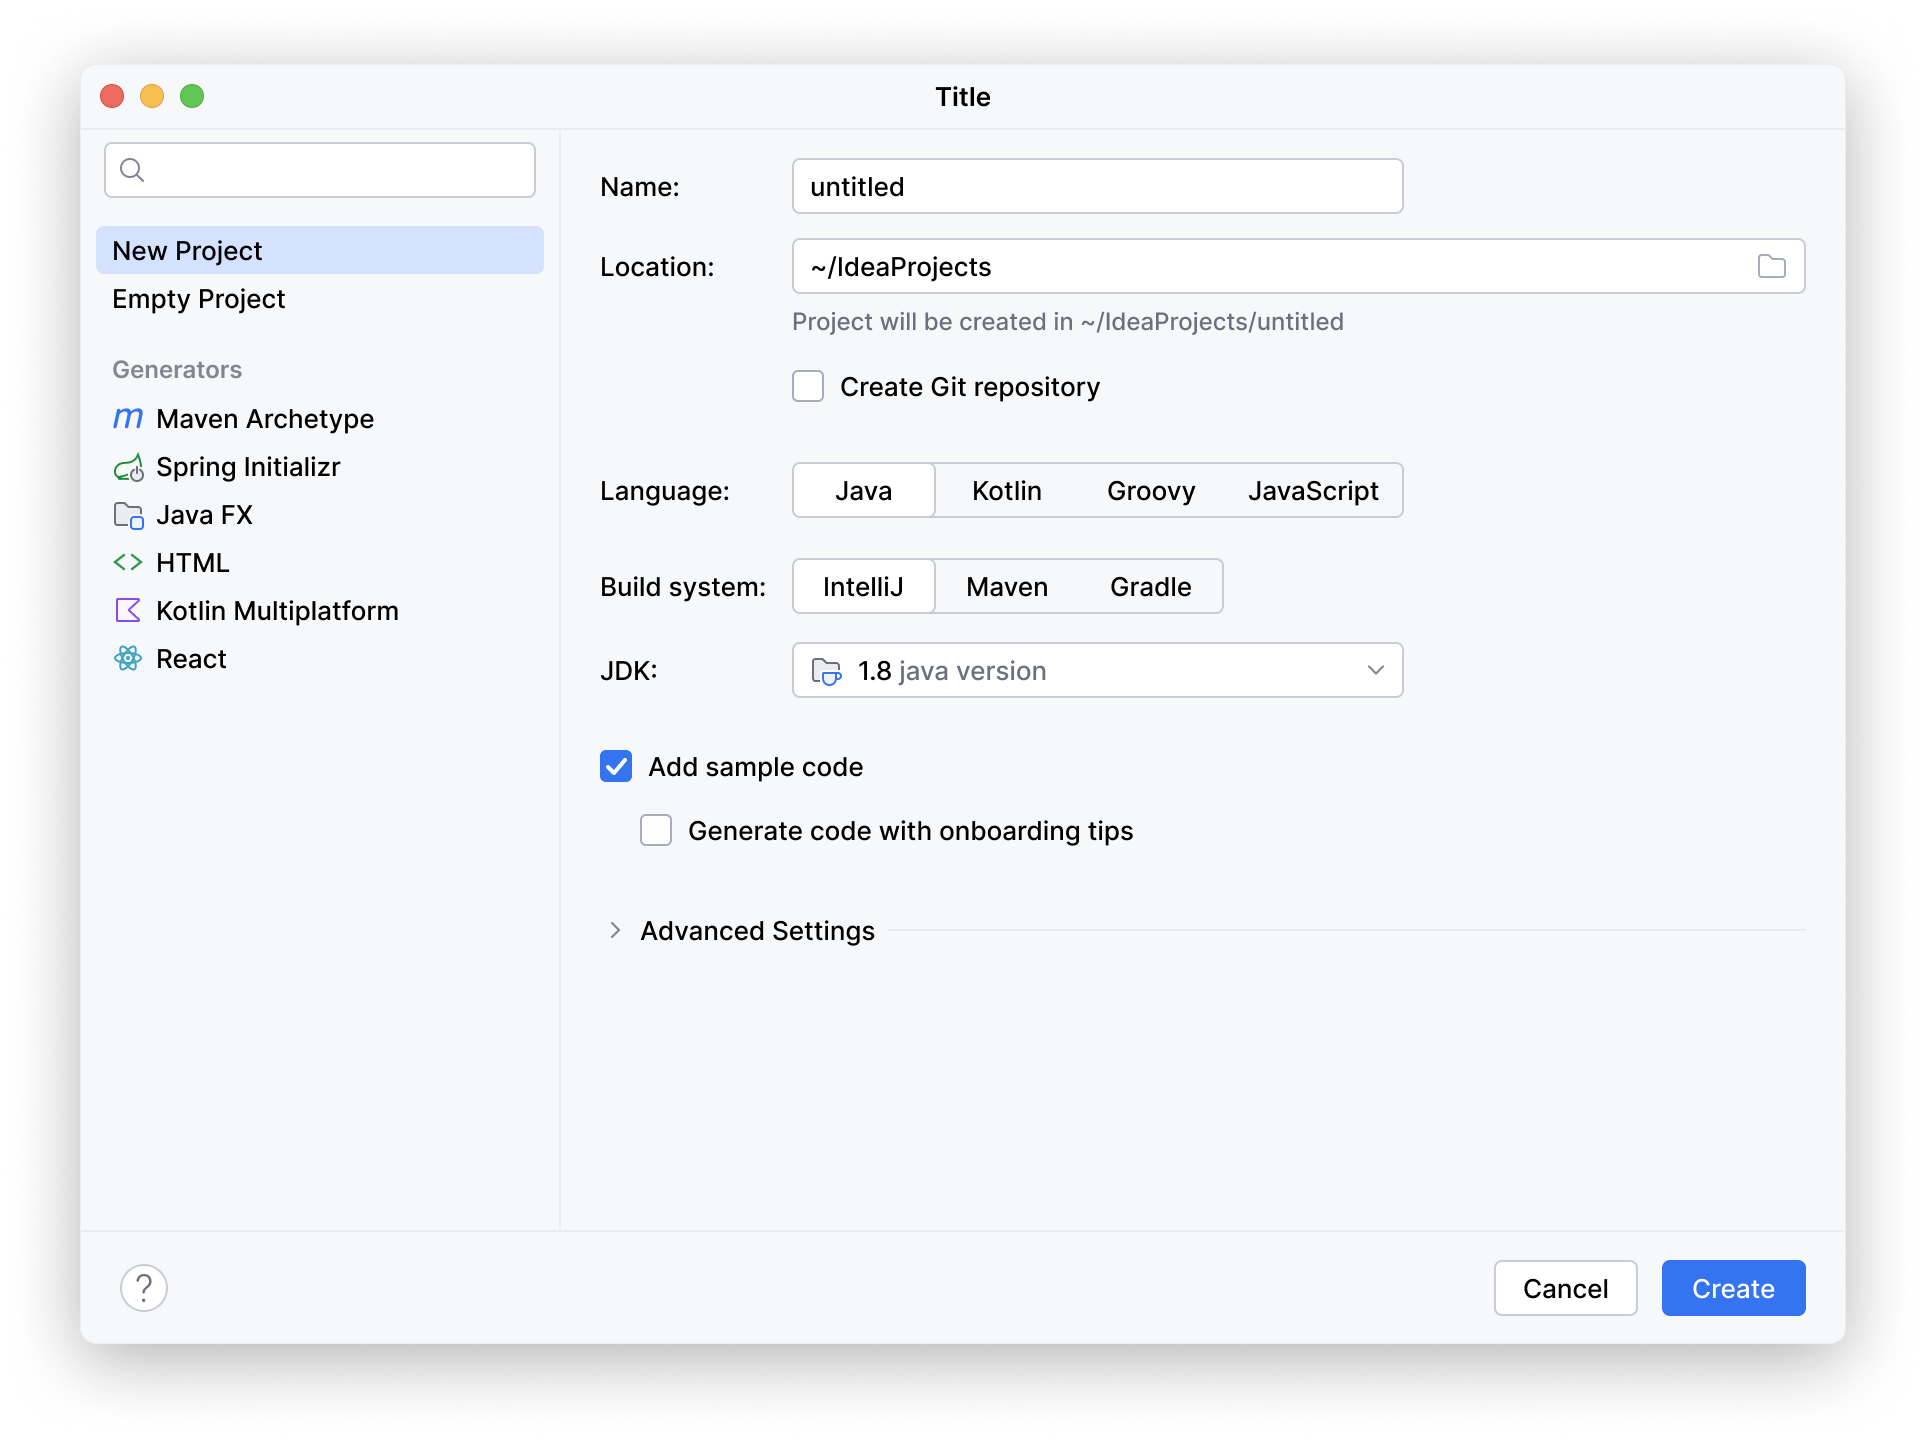 Title
New Project
Empty Project
Generators
Maven Archetype
Spring Initializr
Java FX
HTML
Kotlin Multiplatform
React
Name: untitled
Location: ~/IdeaProjects
Project will be created in ~/IdeaProjects/untitled
Create Git repository
Language: Java Kotlin Groovy JavaScript
Build system: IntelliJ Maven Gradle
JDK: 1.8 java version
Add sample code
Generate code with onboarding tips
Advanced Settings
? Cancel Create